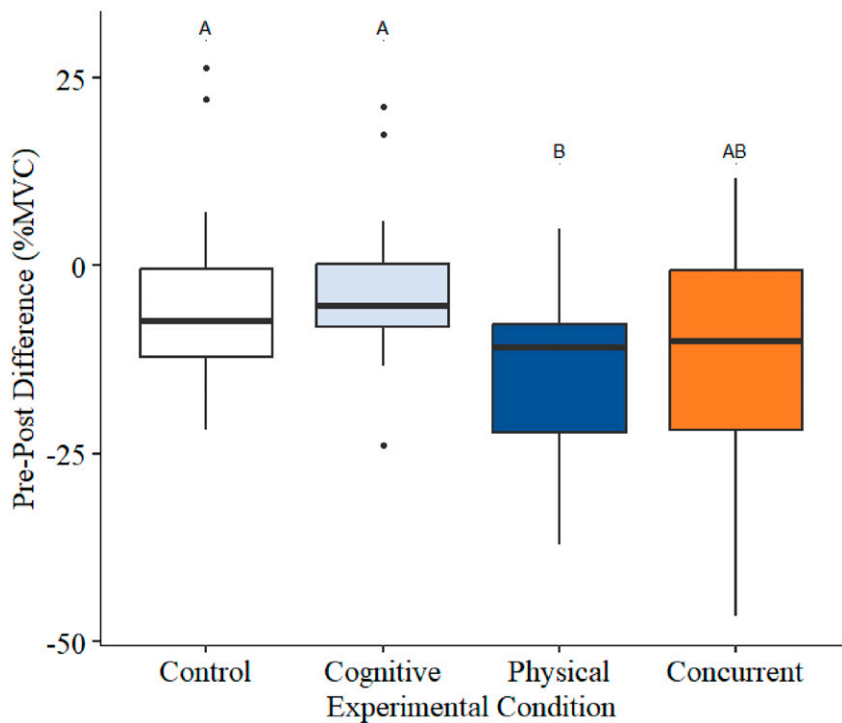 A A
25
B AB
Pre-Post Difference (%MVC)
0
-25
-50
Control Cognitive Physical Concurrent
Experimental Condition